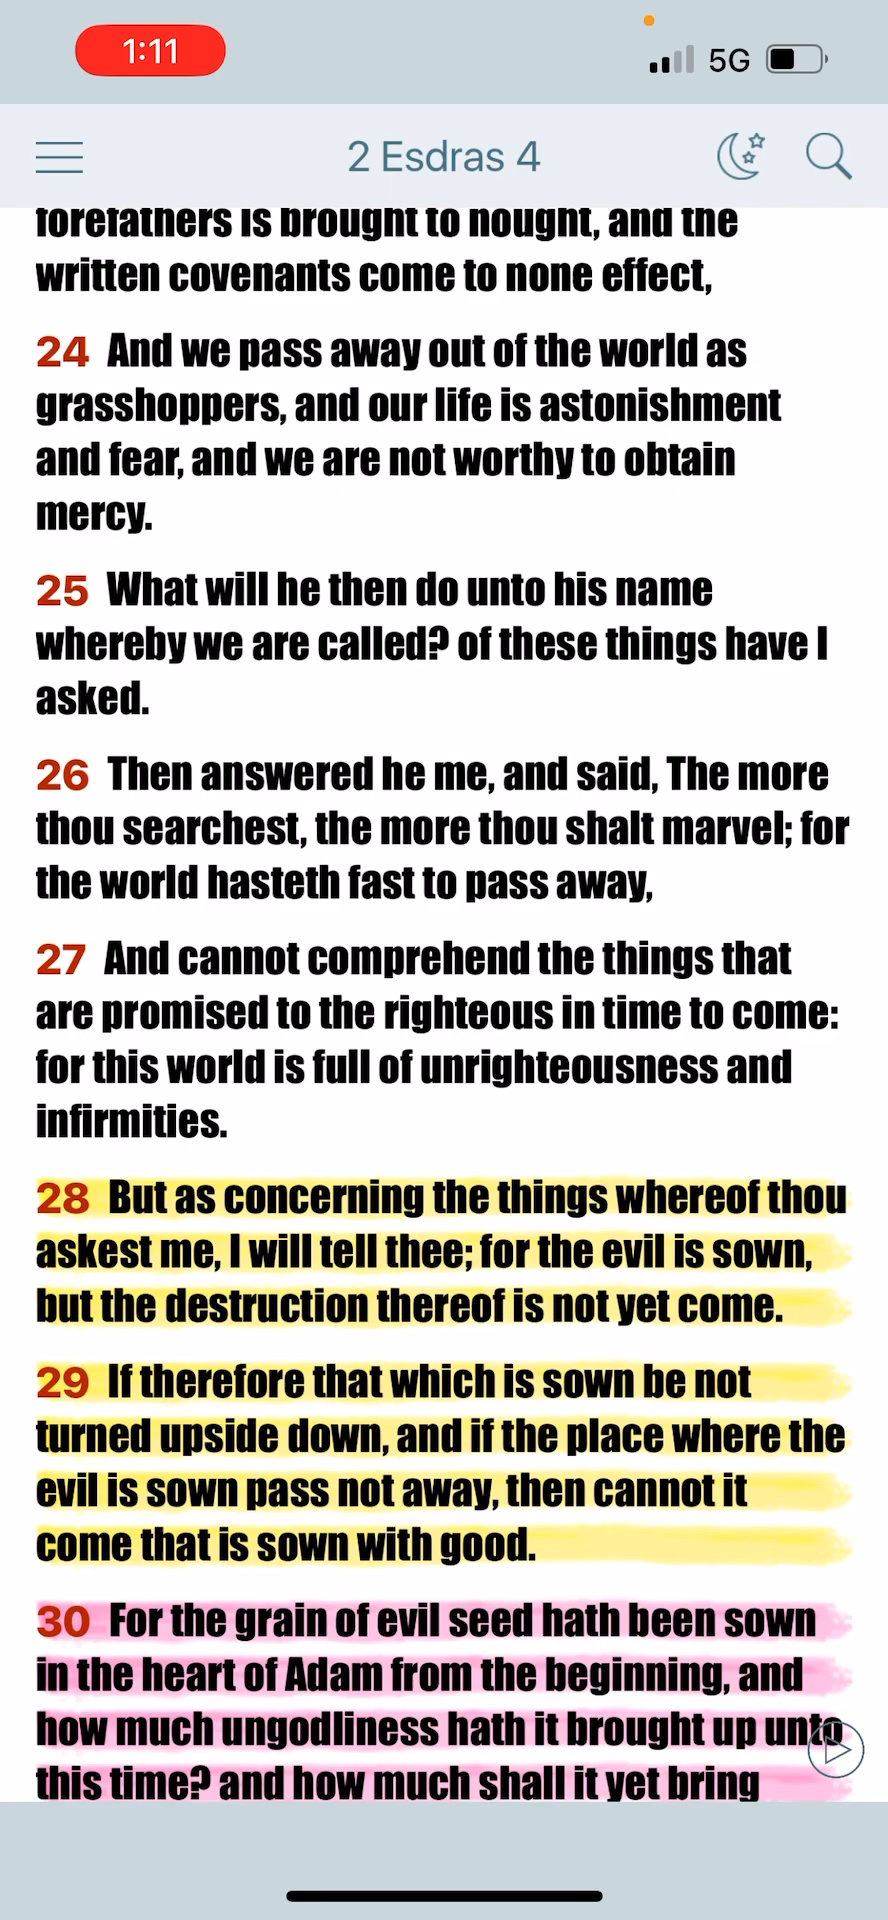 1:11
5G
2 Esdras 4
forefathers is brought to nought, and the
written covenants come to none effect,
24 And we pass away out of the world as
grasshoppers, and our life is astonishment
and fear, and we are not worthy to obtain
mercy.
25 What will he then do unto his name
whereby we are called? of these things have I
asked.
26 Then answered he me, and said, The more
thou searchest, the more thou shalt marvel; for
the world hasteth fast to pass away,
27 And cannot comprehend the things that
are promised to the righteous in time to come:
for this world is full of unrighteousness and
infirmities.
28 But as concerning the things whereof thou
askest me, I will tell thee; for the evil is sown,
but the destruction thereof is not yet come.
29 If therefore that which is sown be not
turned upside down, and if the place where the
evil is sown pass not away, then cannot it
come that is sown with good.
30 For the grain of evil seed hath been sown
in the heart of Adam from the beginning, and
how much ungodliness hath it brought up unto
this time? and how much shall it yet bring